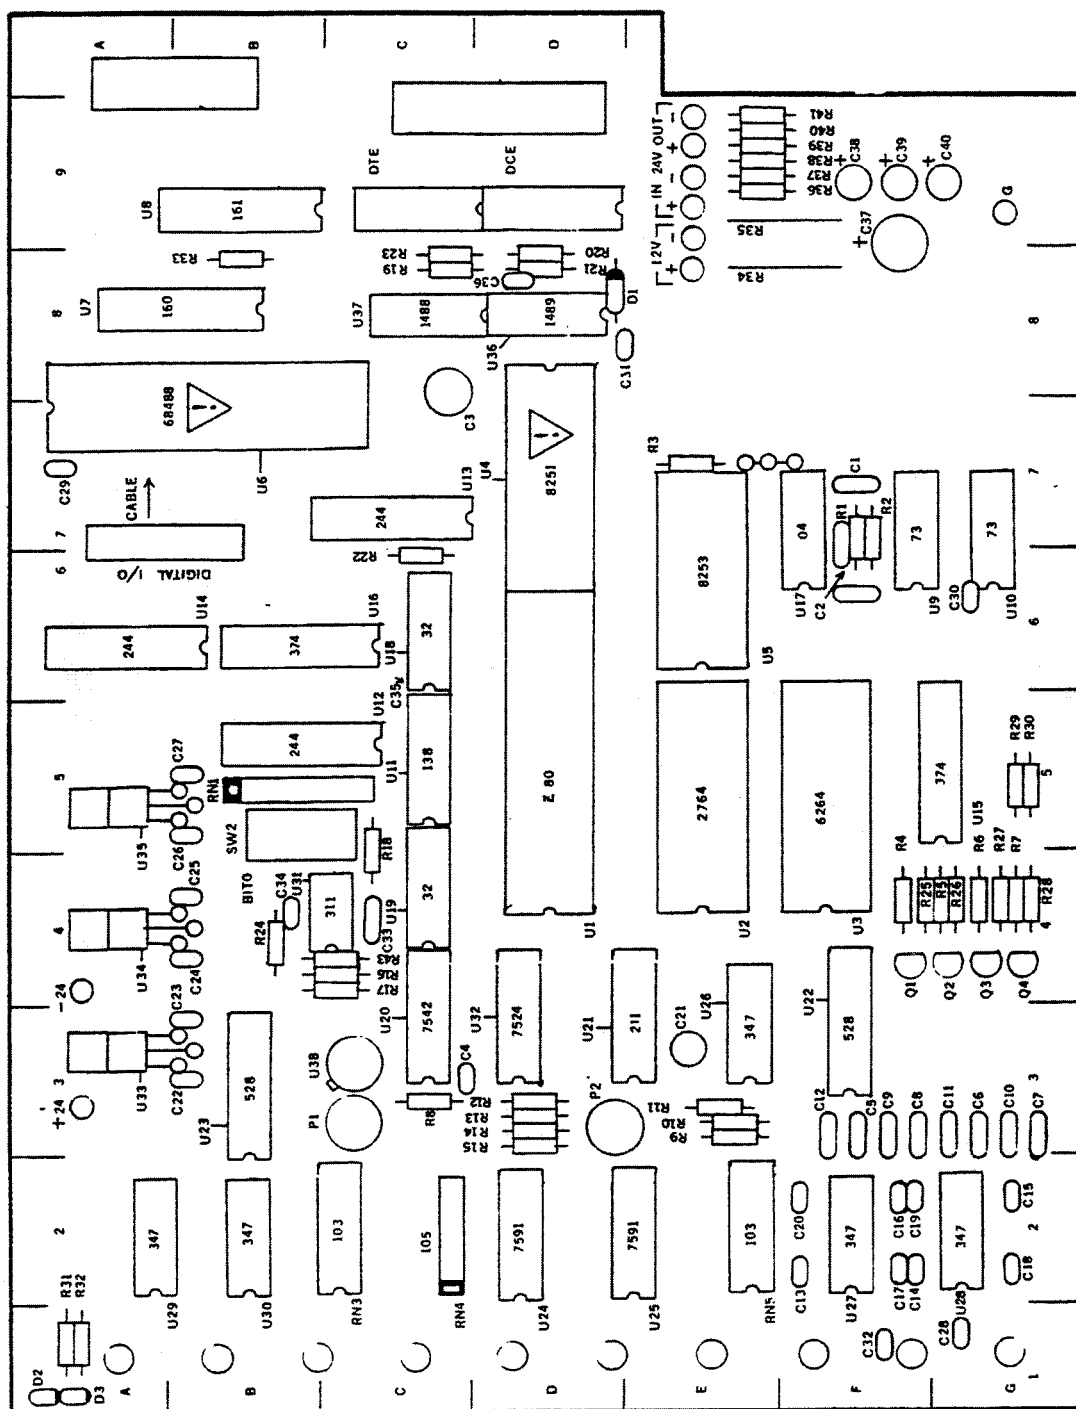 A
B
C
D
9
U8
161
DTE
DCE
IN 24V OUT
+ - + -
12V
+ -
R41
R40
R39
R38
R37
R36
+ C38
+ C39
+ C40
+ C37
G
R35
R34
R33
R23
R19
R20
R21
C36
D1
8
U7
160
U37
1488
1489
U36
C31
8
68488
!
C3
8251
!
U4
U13
U6
R3
C29
CABLE
7
6
DIGITAL I/O
244
R22
8253
U5
04
U17
C1
R1
R2
C2
73
U9
C30
73
U10
7
6
244
U14
374
U16
U18
32
C35
U12
244
U11
138
RN1
5
C27
U35
C26
SW2
R18
Z 80
U1
2764
U2
6264
U3
374
U15
R29
R30
5
R4
R25
R5
R26
R6
R27
R7
R28
4
C25
BIT0
C34
U31
311
R24
C33
U19
32
4
U34
C24
-24
R43
R16
R17
U20
7542
U32
7524
U21
211
C21
U26
347
U22
528
Q1
Q2
Q3
Q4
C23
3
U33
C22
+24
U23
528
U38
P1
C4
R8
R12
R13
R14
R15
P2
R11
R10
R9
C12
C5
C9
C8
C11
C6
C10
C7
3
2
347
U29
347
U30
103
RN3
105
RN4
7591
U24
7591
U25
103
RN5
C20
C13
347
U27
C16
C19
C17
C14
347
U28
C15
C18
2
R31
R32
D2
D3
C32
C28
A
B
C
D
E
F
G
1